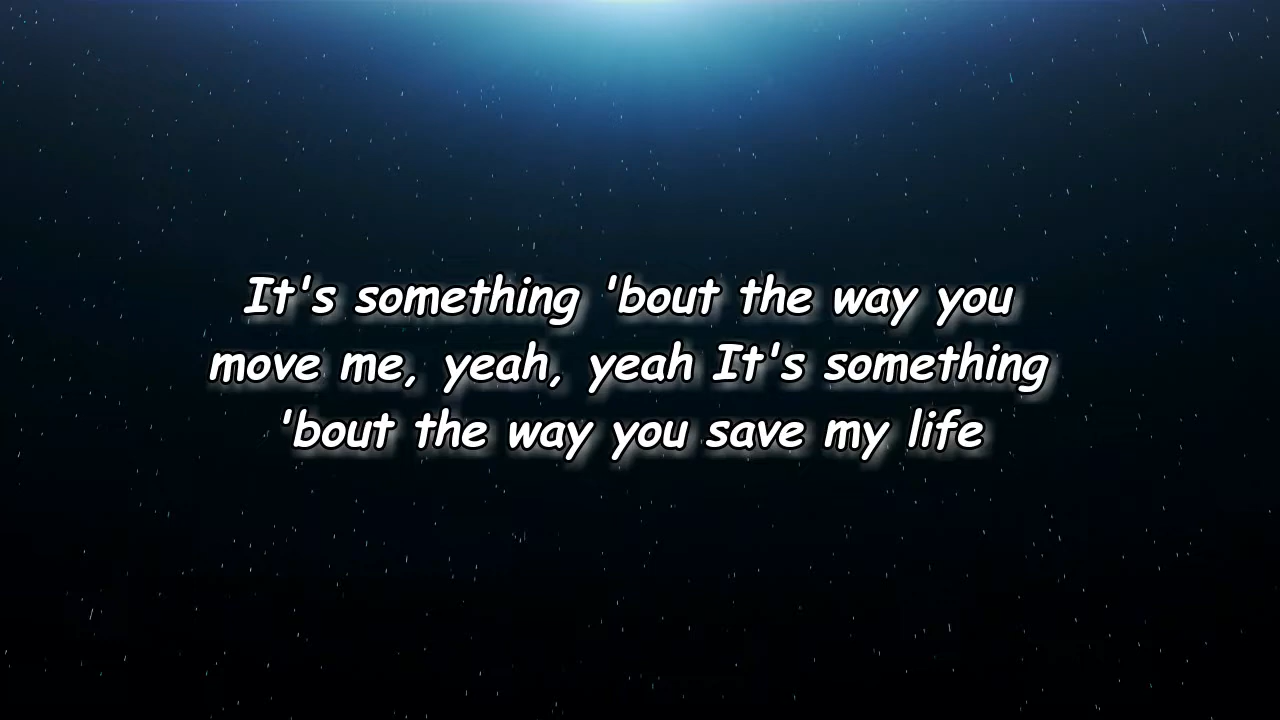 It's something 'bout the way you
move me, yeah, yeah It's something
'bout the way you save my life